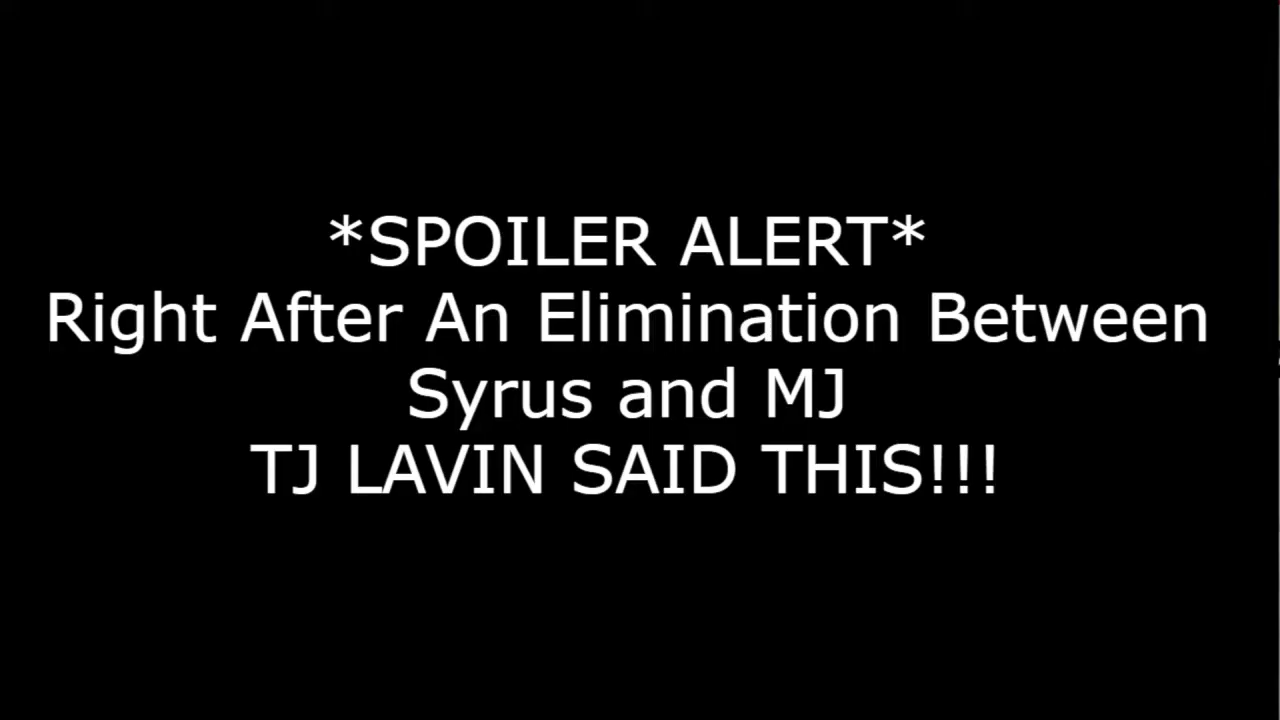 *SPOILER ALERT*
Right After An Elimination Between
Syrus and MJ
TJ LAVIN SAID THIS!!!